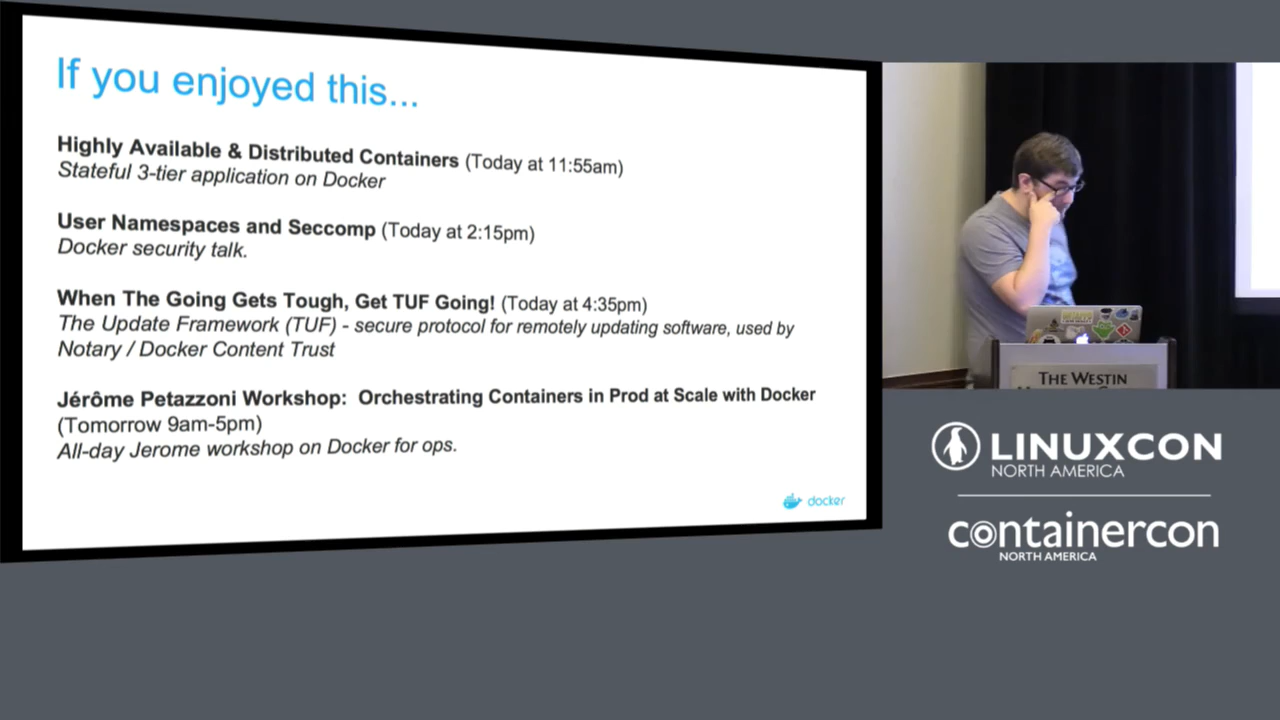 If you enjoyed this...
Highly Available & Distributed Containers (Today at 11:55am)
Stateful 3-tier application on Docker
User Namespaces and Seccomp (Today at 2:15pm)
Docker security talk.
When The Going Gets Tough, Get TUF Going! (Today at 4:35pm)
The Update Framework (TUF) - secure protocol for remotely updating software, used by
Notary / Docker Content Trust
Jérôme Petazzoni Workshop: Orchestrating Containers in Prod at Scale with Docker
(Tomorrow 9am-5pm)
All-day Jerome workshop on Docker for ops.
docker
THE WESTIN
LINUXCON
NORTH AMERICA
containercon
NORTH AMERICA